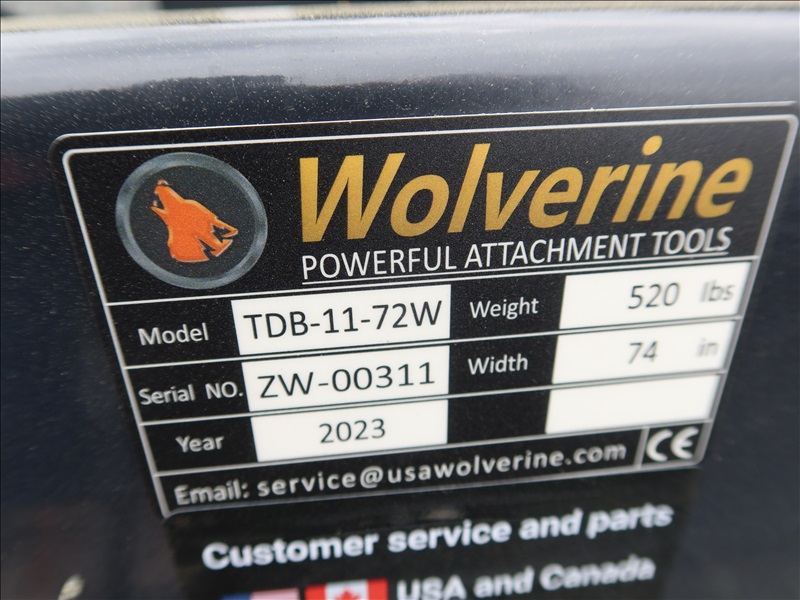 Wolverine
POWERFUL ATTACHMENT TOOLS
Model TDB-11-72W Weight 520 lbs
Serial NO. ZW-00311 Width 74 in
Year 2023
Email: service@usawolverine.com CE
Customer service and parts
USA and Canada